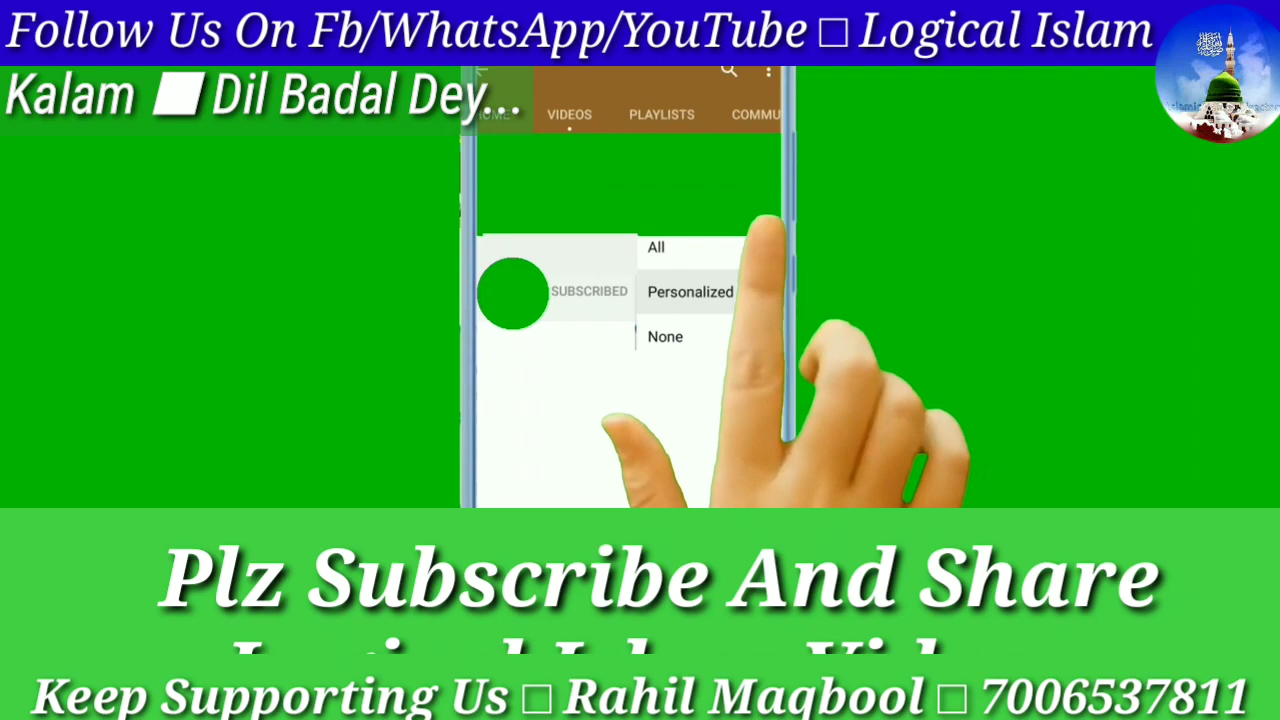 Follow Us On Fb/WhatsApp/YouTube □ Logical Islam
Kalam ⬜ Dil Badal Dey...
VIDEOS PLAYLISTS COMMU
All
SUBSCRIBED Personalized
None
Plz Subscribe And Share
Keep Supporting Us □ Rahil Maqbool □ 7006537811